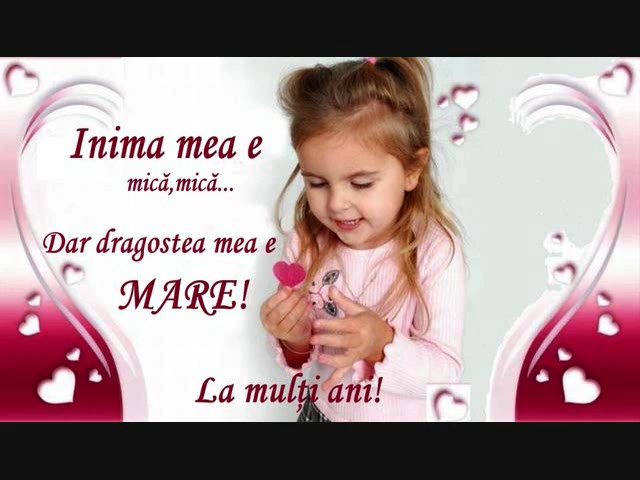 Inima mea e
mică,mică...
Dar dragostea mea e
MARE!
La mulți ani!